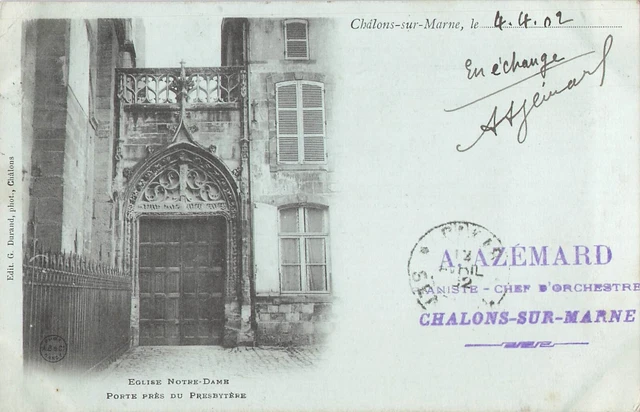 Châlons-sur-Marne, le 4.4.02
En échange
A Azémard
Edit. G. Durand, phot., Châlons
A. AZÉMARD
ANISTE - CHEF D'ORCHESTRE
CHALONS-SUR-MARNE
EGLISE NOTRE-DAME
PORTE PRÈS DU PRESBYTÈRE